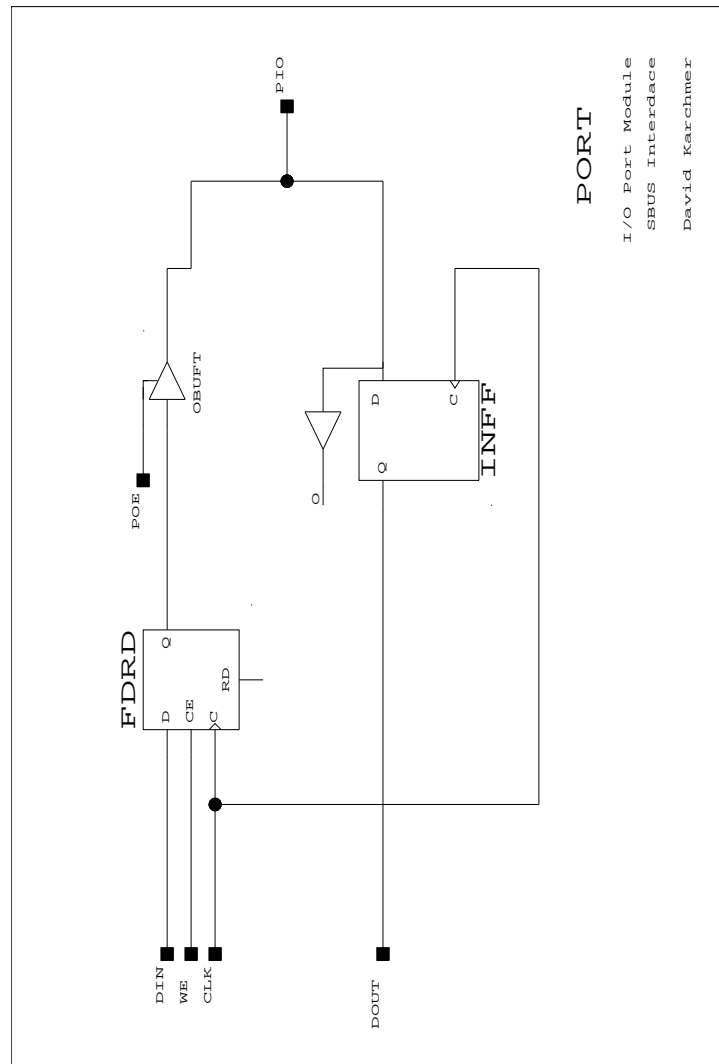 PIO
PORT
I/O Port Module
SBUS Interdace
David Karchmer
OBUFT
POE
D
C
Q
INFF
O
FDRD
Q
RD
D
CE
C
DIN
WE
CLK
DOUT